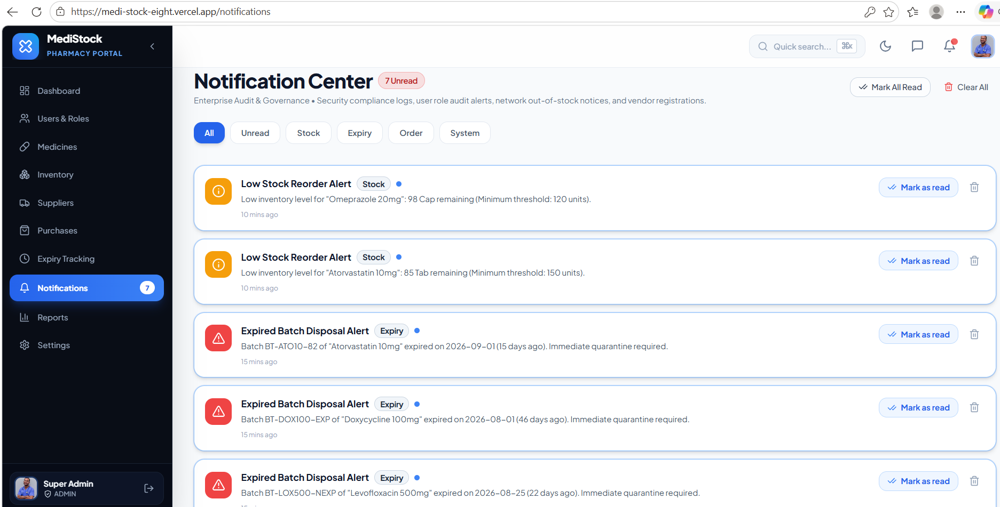 https://medi-stock-eight.vercel.app/notifications
MediStock
PHARMACY PORTAL
Quick search...
⌘K
Dashboard
Users & Roles
Medicines
Inventory
Suppliers
Purchases
Expiry Tracking
Notifications
7
Reports
Settings
Super Admin
ADMIN
Notification Center
7 Unread
Mark All Read
Clear All
Enterprise Audit & Governance • Security compliance logs, user role audit alerts, network out-of-stock notices, and vendor registrations.
All
Unread
Stock
Expiry
Order
System
Low Stock Reorder Alert
Stock
Mark as read
Low inventory level for "Omeprazole 20mg": 98 Cap remaining (Minimum threshold: 120 units).
10 mins ago
Low Stock Reorder Alert
Stock
Mark as read
Low inventory level for "Atorvastatin 10mg": 85 Tab remaining (Minimum threshold: 150 units).
10 mins ago
Expired Batch Disposal Alert
Expiry
Mark as read
Batch BT-ATO10-82 of "Atorvastatin 10mg" expired on 2026-09-01 (15 days ago). Immediate quarantine required.
15 mins ago
Expired Batch Disposal Alert
Expiry
Mark as read
Batch BT-DOX100-EXP of "Doxycycline 100mg" expired on 2026-08-01 (46 days ago). Immediate quarantine required.
15 mins ago
Expired Batch Disposal Alert
Expiry
Mark as read
Batch BT-LOX500-NEXP of "Levofloxacin 500mg" expired on 2026-08-25 (22 days ago). Immediate quarantine required.